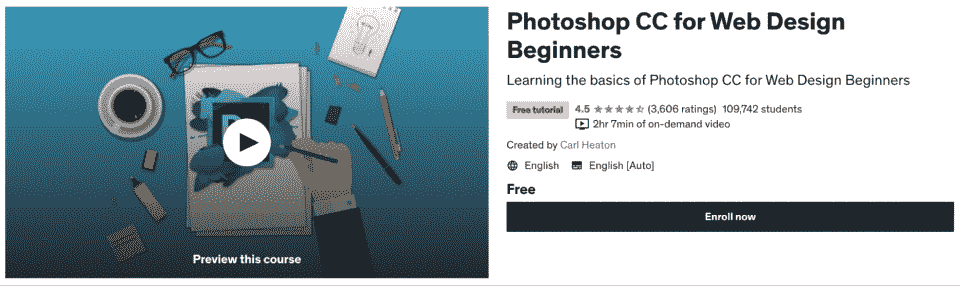 Photoshop CC for Web Design
Beginners
Learning the basics of Photoshop CC for Web Design Beginners
Free tutorial 4.5 (3,606 ratings) 109,742 students
2hr 7min of on-demand video
Created by Carl Heaton
English English [Auto]
Free
Enroll now
Preview this course